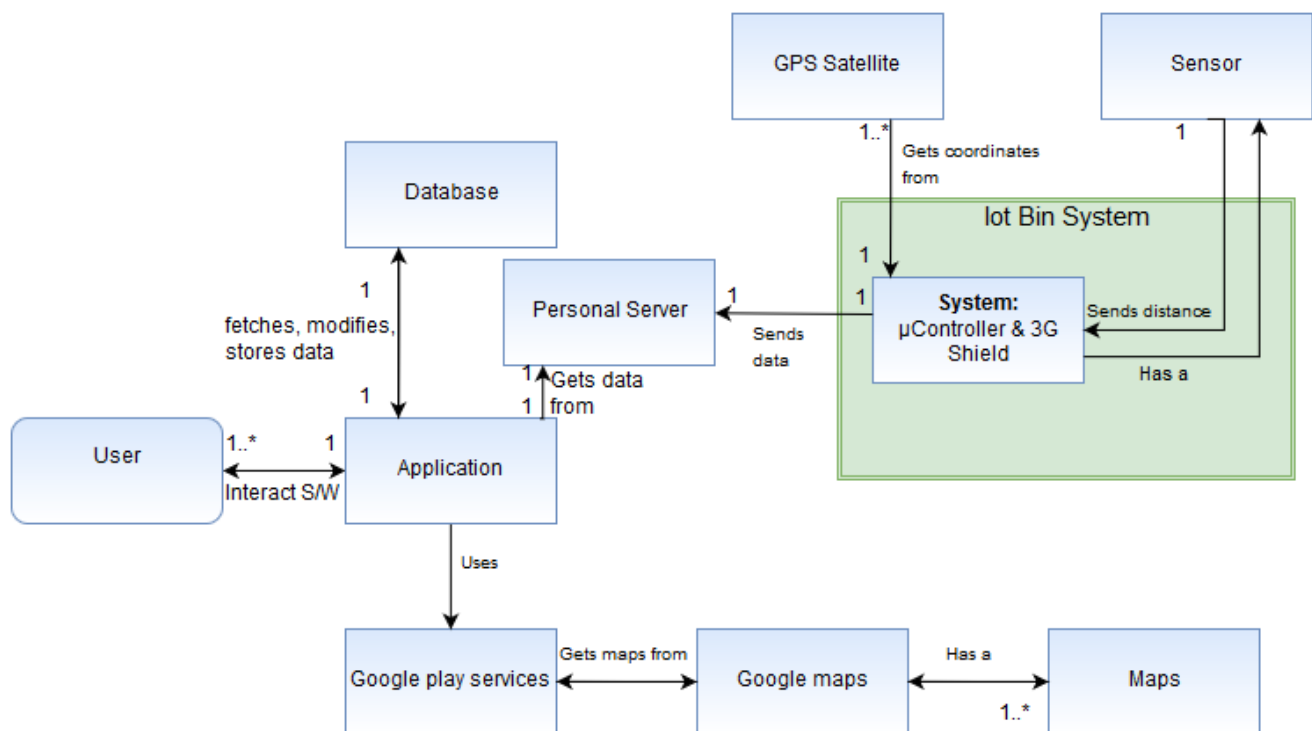 GPS Satellite
Sensor
1..*
1
Gets coordinates
from
Database
Iot Bin System
1
1
Personal Server
1
1
System:
µController & 3G
Shield
Sends distance
fetches, modifies,
stores data
Sends
data
Has a
1
Gets data
1
1
from
User
1..*
1
Application
Interact S/W
Uses
Google play services
Gets maps from
Google maps
Has a
Maps
1..*